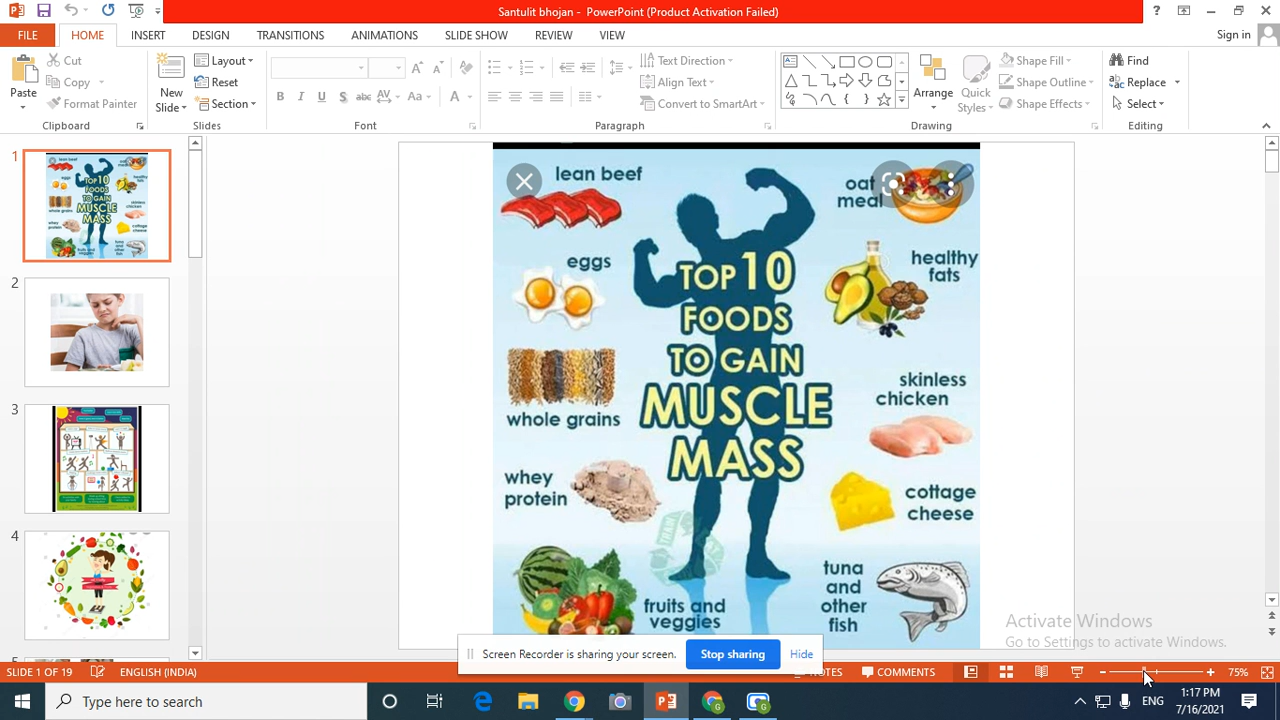 Santulit bhojan - PowerPoint (Product Activation Failed)
FILE HOME INSERT DESIGN TRANSITIONS ANIMATIONS SLIDE SHOW REVIEW VIEW Sign in
Paste Cut Copy Format Painter Clipboard
New Slide Layout Reset Section Slides
Font
Text Direction Align Text Convert to SmartArt Paragraph
Arrange Quick Styles Shape Fill Shape Outline Shape Effects Drawing
Find Replace Select Editing
1
2
3
4
lean beef
eggs
whole grains
whey
protein
fruits and
veggies
TOP 10
FOODS
TO GAIN
MUSCLE
MASS
oat
meal
healthy
fats
skinless
chicken
cottage
cheese
tuna
and
other
fish
Activate Windows
Go to Settings to activate Windows.
Screen Recorder is sharing your screen. Stop sharing Hide
SLIDE 1 OF 19 ENGLISH (INDIA) NOTES COMMENTS 75%
Type here to search
ENG
1:17 PM
7/16/2021